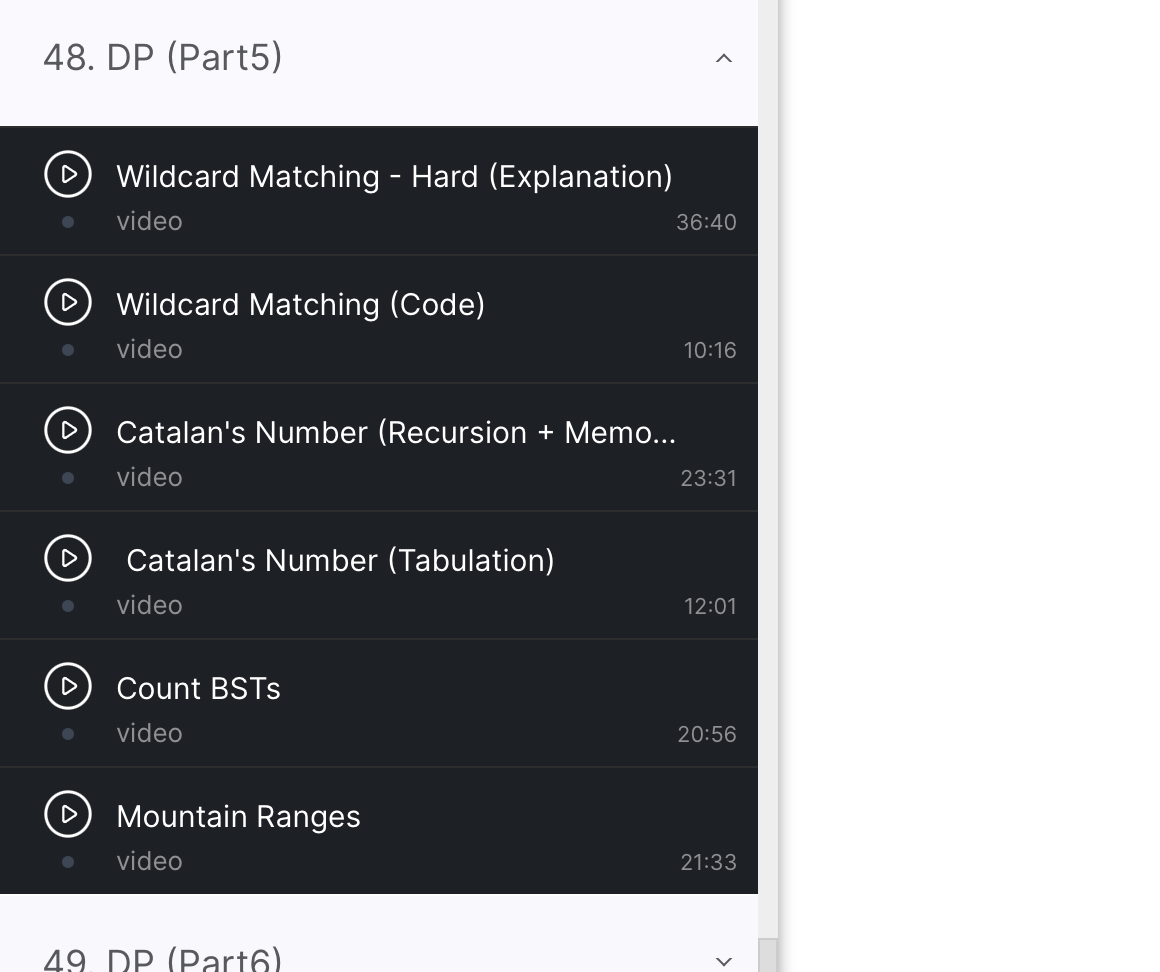 48. DP (Part5)
Wildcard Matching - Hard (Explanation)
video 36:40
Wildcard Matching (Code)
video 10:16
Catalan's Number (Recursion + Memo...
video 23:31
Catalan's Number (Tabulation)
video 12:01
Count BSTs
video 20:56
Mountain Ranges
video 21:33
49. DP (Part6)